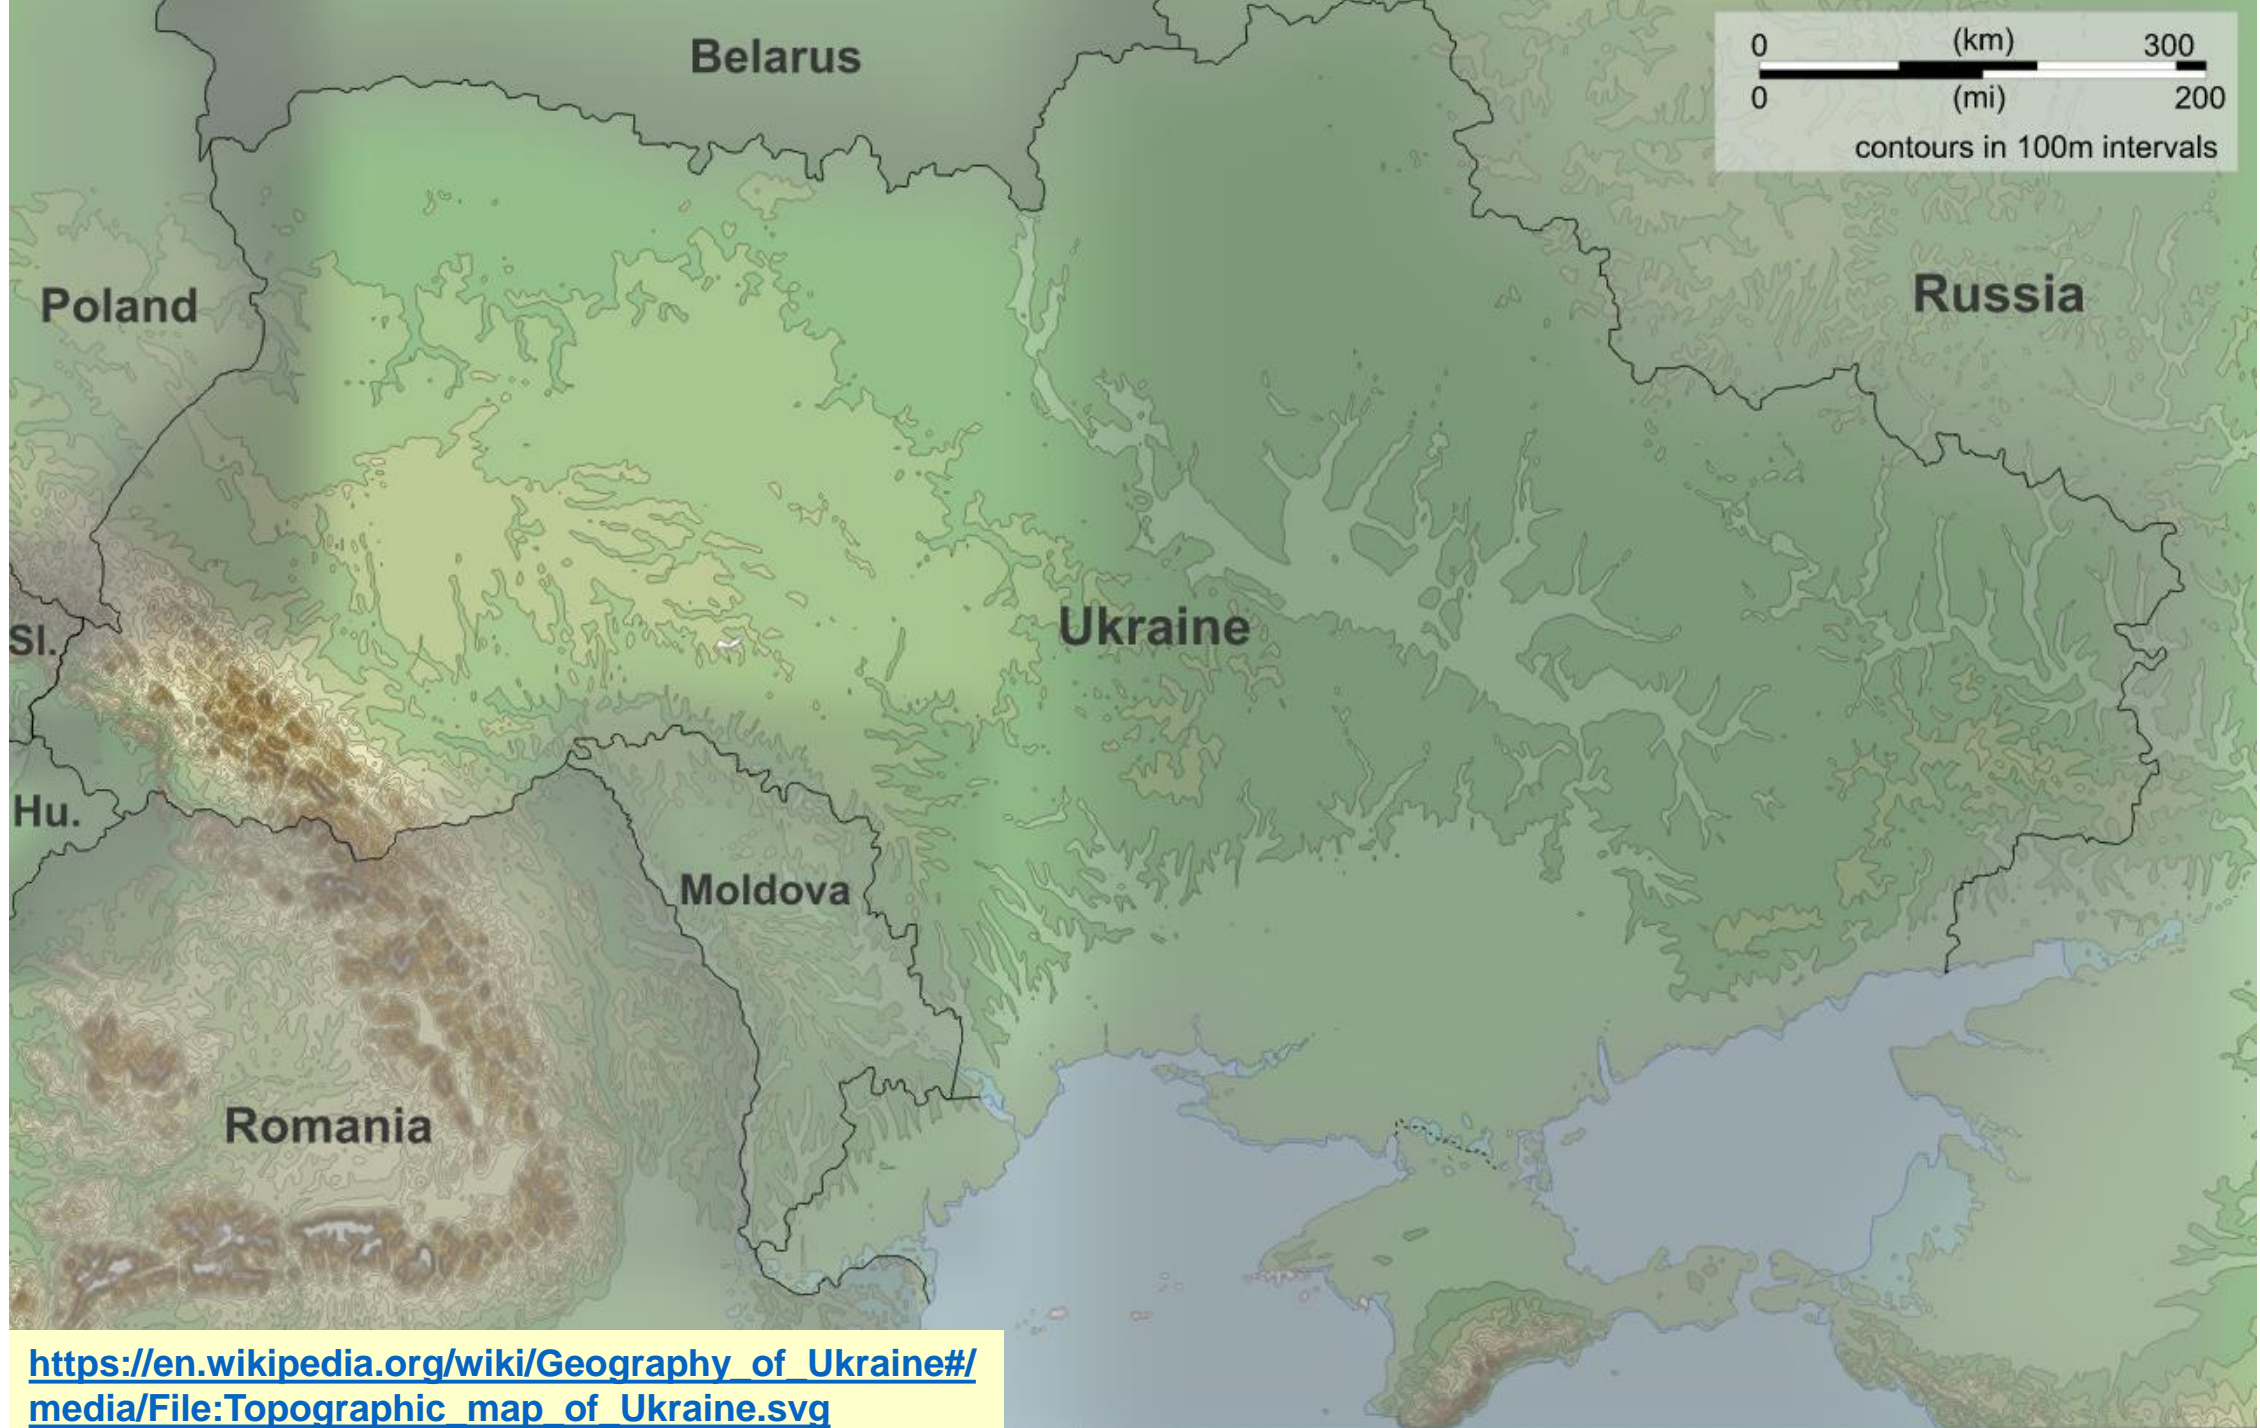 Belarus
0 (km) 300
0 (mi) 200
contours in 100m intervals
Poland
Russia
Ukraine
Sl.
Hu.
Moldova
Romania
https://en.wikipedia.org/wiki/Geography_of_Ukraine#/
media/File:Topographic_map_of_Ukraine.svg